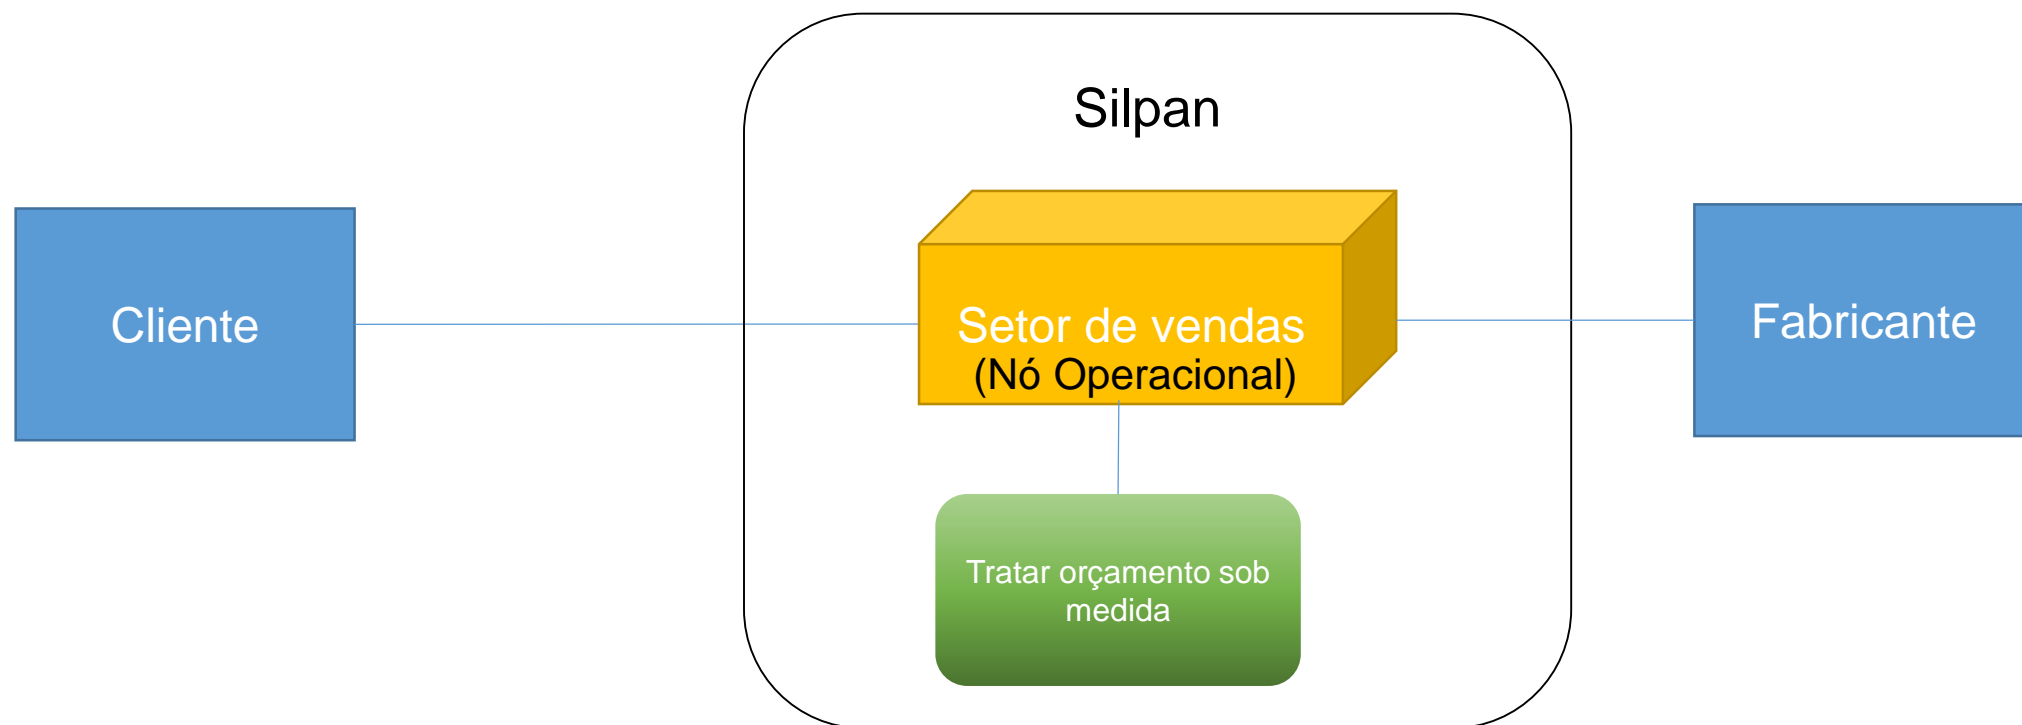 Silpan
Cliente
Setor de vendas
(Nó Operacional)
Fabricante
Tratar orçamento sob
medida